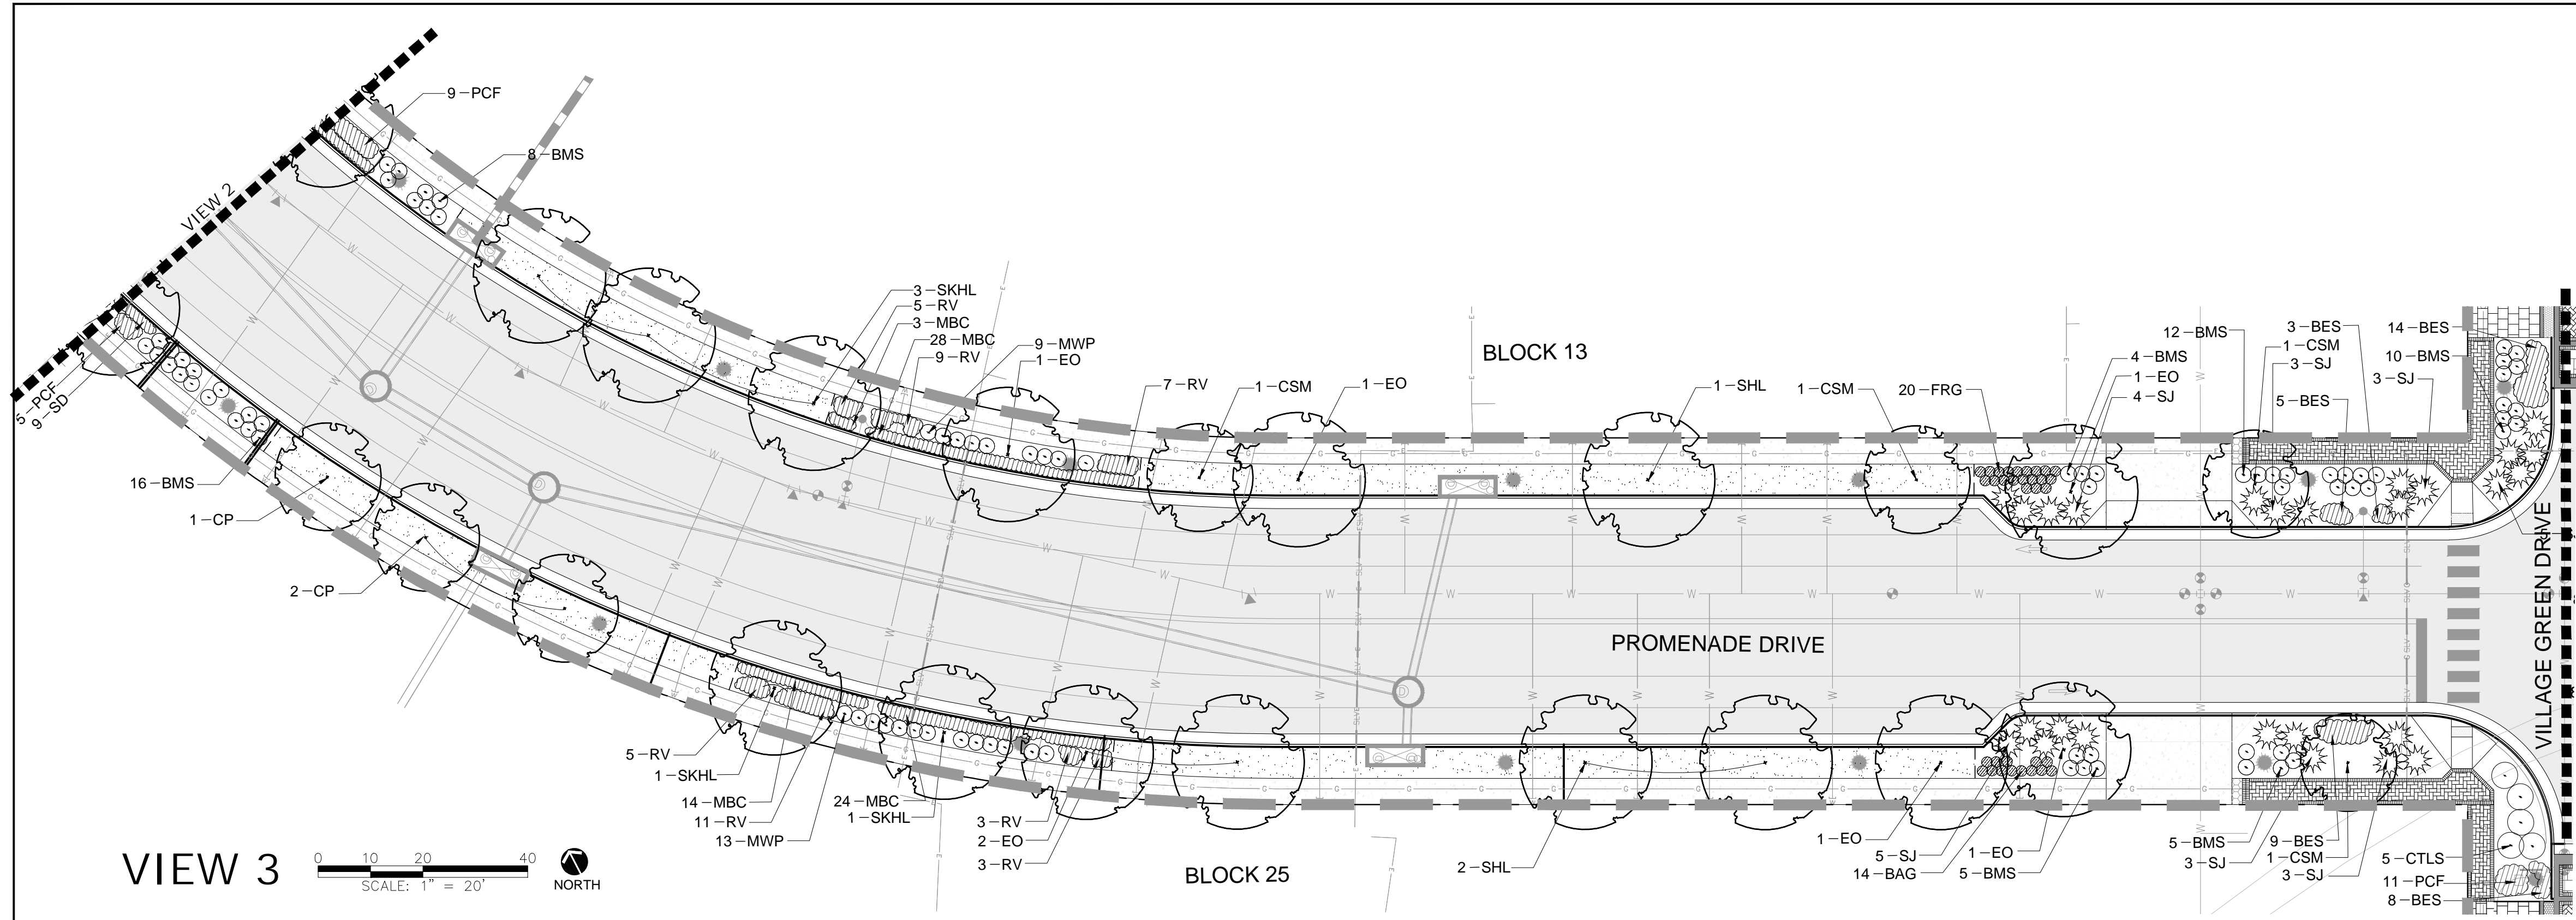 VIEW 2
9-PCF
8-BMS
5-PCF
9-SD
16-BMS
1-CP
2-CP
3-SKHL
5-RV
3-MBC
28-MBC
9-RV
9-MWP
1-EO
7-RV
1-CSM
1-EO
BLOCK 13
1-SHL
1-CSM
20-FRG
4-BMS
1-EO
4-SJ
12-BMS
3-BES
1-CSM
3-SJ
5-BES
14-BES
10-BMS
3-SJ
PROMENADE DRIVE
VILLAGE GREEN DRIVE
5-RV
1-SKHL
14-MBC
11-RV
13-MWP
24-MBC
1-SKHL
3-RV
2-EO
3-RV
BLOCK 25
2-SHL
1-EO
5-SJ
14-BAG
1-EO
5-BMS
5-BMS
3-SJ
9-BES
1-CSM
3-SJ
5-CTLS
11-PCF
8-BES
VIEW 3
0 10 20 40
SCALE: 1" = 20'
NORTH